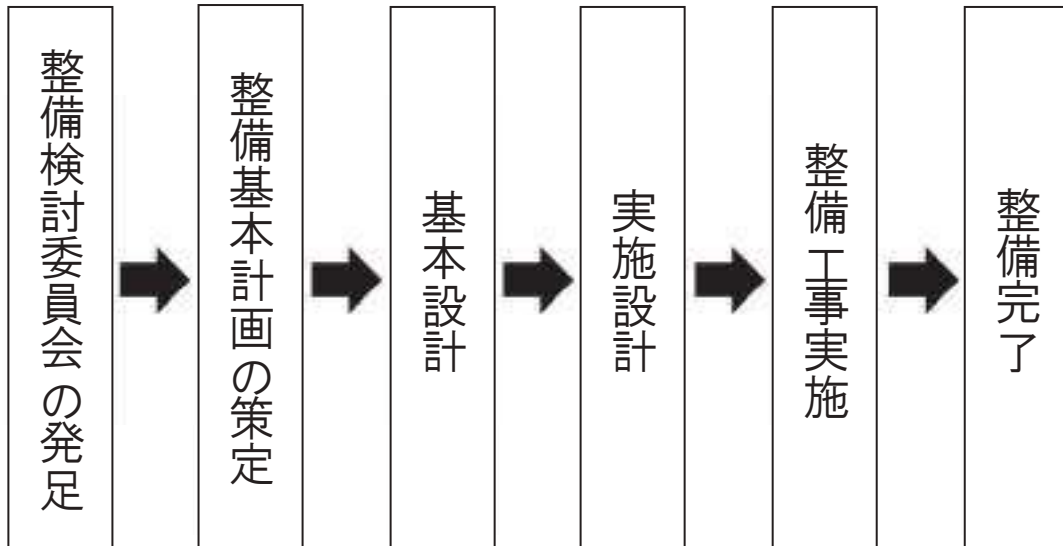 整備検討委員会の発足
整備基本計画の策定
基本設計
実施設計
整備工事実施
整備完了